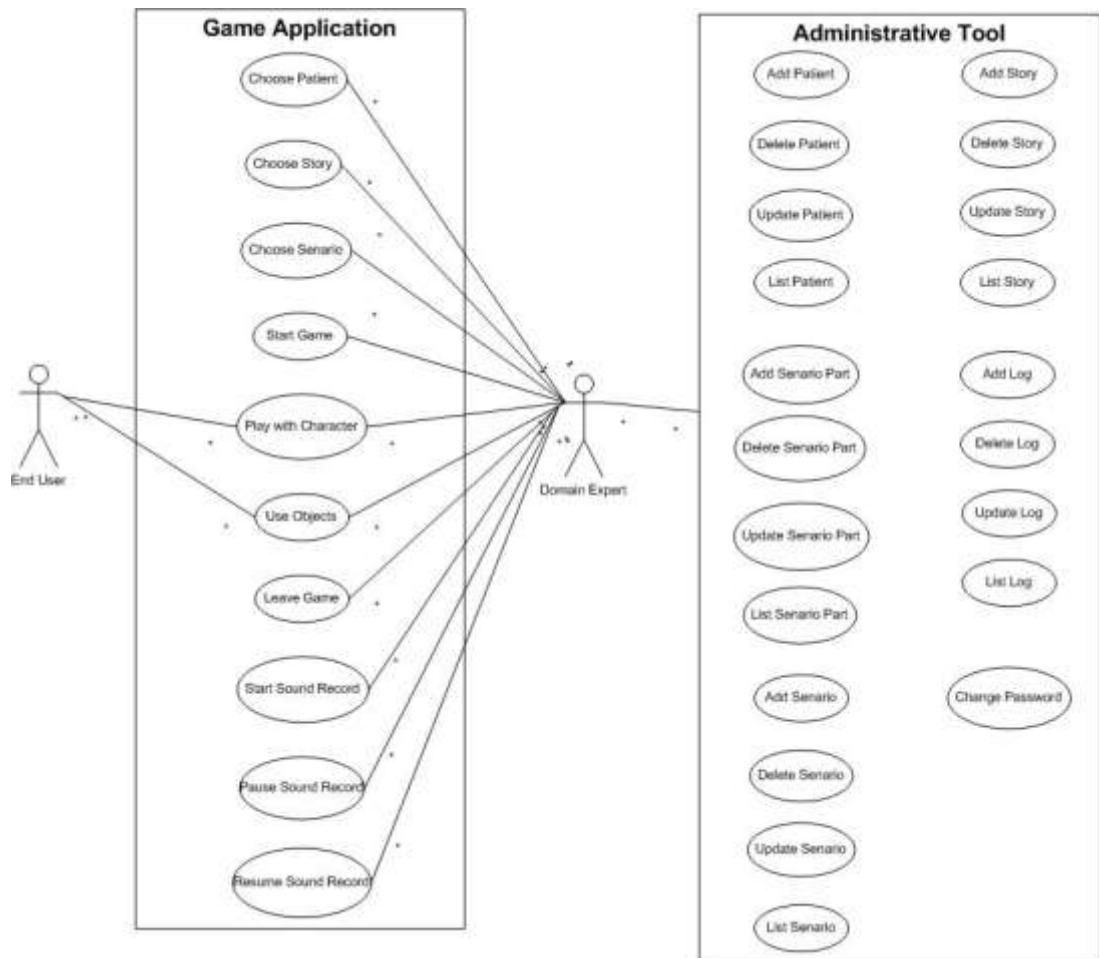 Game Application
Choose Patient
Choose Story
Choose Senario
Start Game
Play with Character
Use Objects
Leave Game
Start Sound Record
Pause Sound Record
Resume Sound Record
End User
Domain Expert
Administrative Tool
Add Patient
Delete Patient
Update Patient
List Patient
Add Senario Part
Delete Senario Part
Update Senario Part
List Senario Part
Add Senario
Delete Senario
Update Senario
List Senario
Add Story
Delete Story
Update Story
List Story
Add Log
Delete Log
Update Log
List Log
Change Password